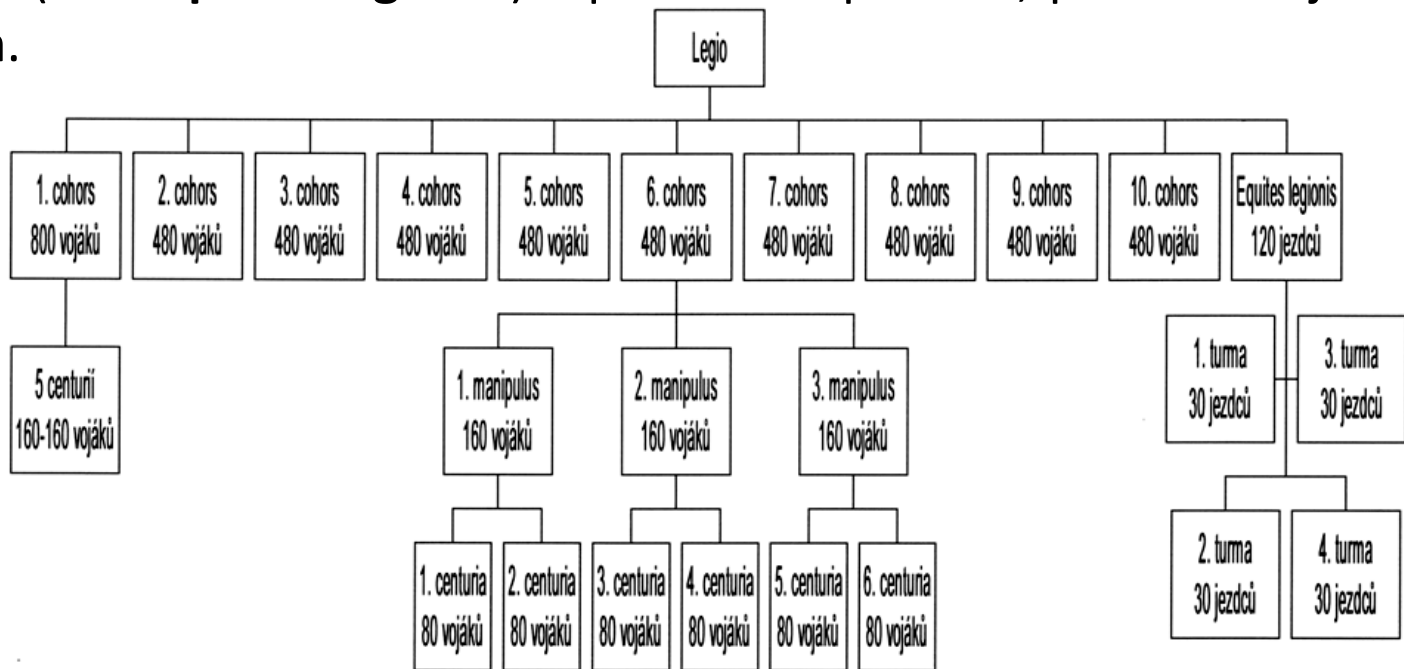 Legio
1. cohors
800 vojáků
2. cohors
480 vojáků
3. cohors
480 vojáků
4. cohors
480 vojáků
5. cohors
480 vojáků
6. cohors
480 vojáků
7. cohors
480 vojáků
8. cohors
480 vojáků
9. cohors
480 vojáků
10. cohors
480 vojáků
Equites legionis
120 jezdců
5 centurií
160-160 vojáků
1. manipulus
160 vojáků
2. manipulus
160 vojáků
3. manipulus
160 vojáků
1. turma
30 jezdců
3. turma
30 jezdců
1. centuria
80 vojáků
2. centuria
80 vojáků
3. centuria
80 vojáků
4. centuria
80 vojáků
5. centuria
80 vojáků
6. centuria
80 vojáků
2. turma
30 jezdců
4. turma
30 jezdců